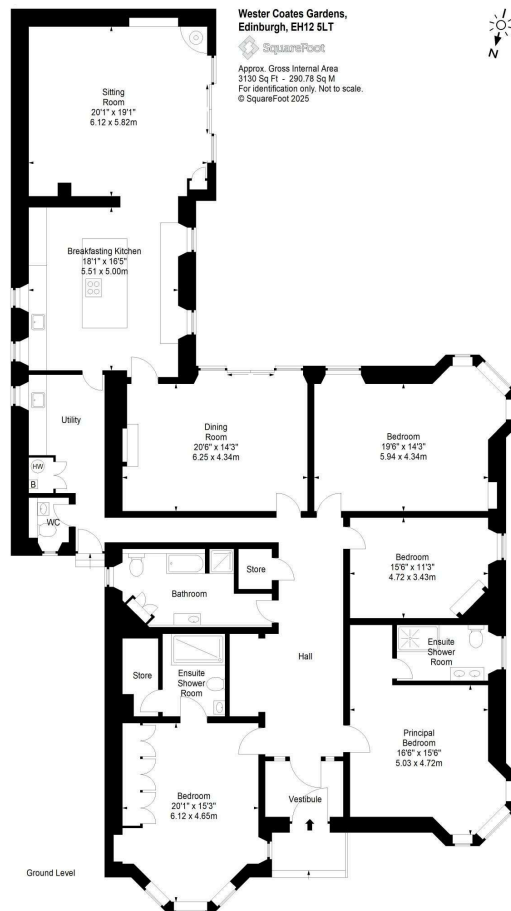 Wester Coates Gardens,
Edinburgh, EH12 5LT
SquareFoot
Approx. Gross Internal Area
3130 Sq Ft - 290.78 Sq M
For identification only. Not to scale.
© SquareFoot 2025
N
Sitting
Room
20'1" x 19'1"
6.12 x 5.82m
Breakfasting Kitchen
18'1" x 16'5"
5.51 x 5.00m
Utility
HW
B
WC
Dining
Room
20'6" x 14'3"
6.25 x 4.34m
Bedroom
19'6" x 14'3"
5.94 x 4.34m
Bedroom
15'6" x 11'3"
4.72 x 3.43m
Store
Bathroom
Hall
Ensuite
Shower
Room
Store
Ensuite
Shower Room
Principal
Bedroom
16'6" x 15'6"
5.03 x 4.72m
Bedroom
20'1" x 15'3"
6.12 x 4.65m
Vestibule
Ground Level